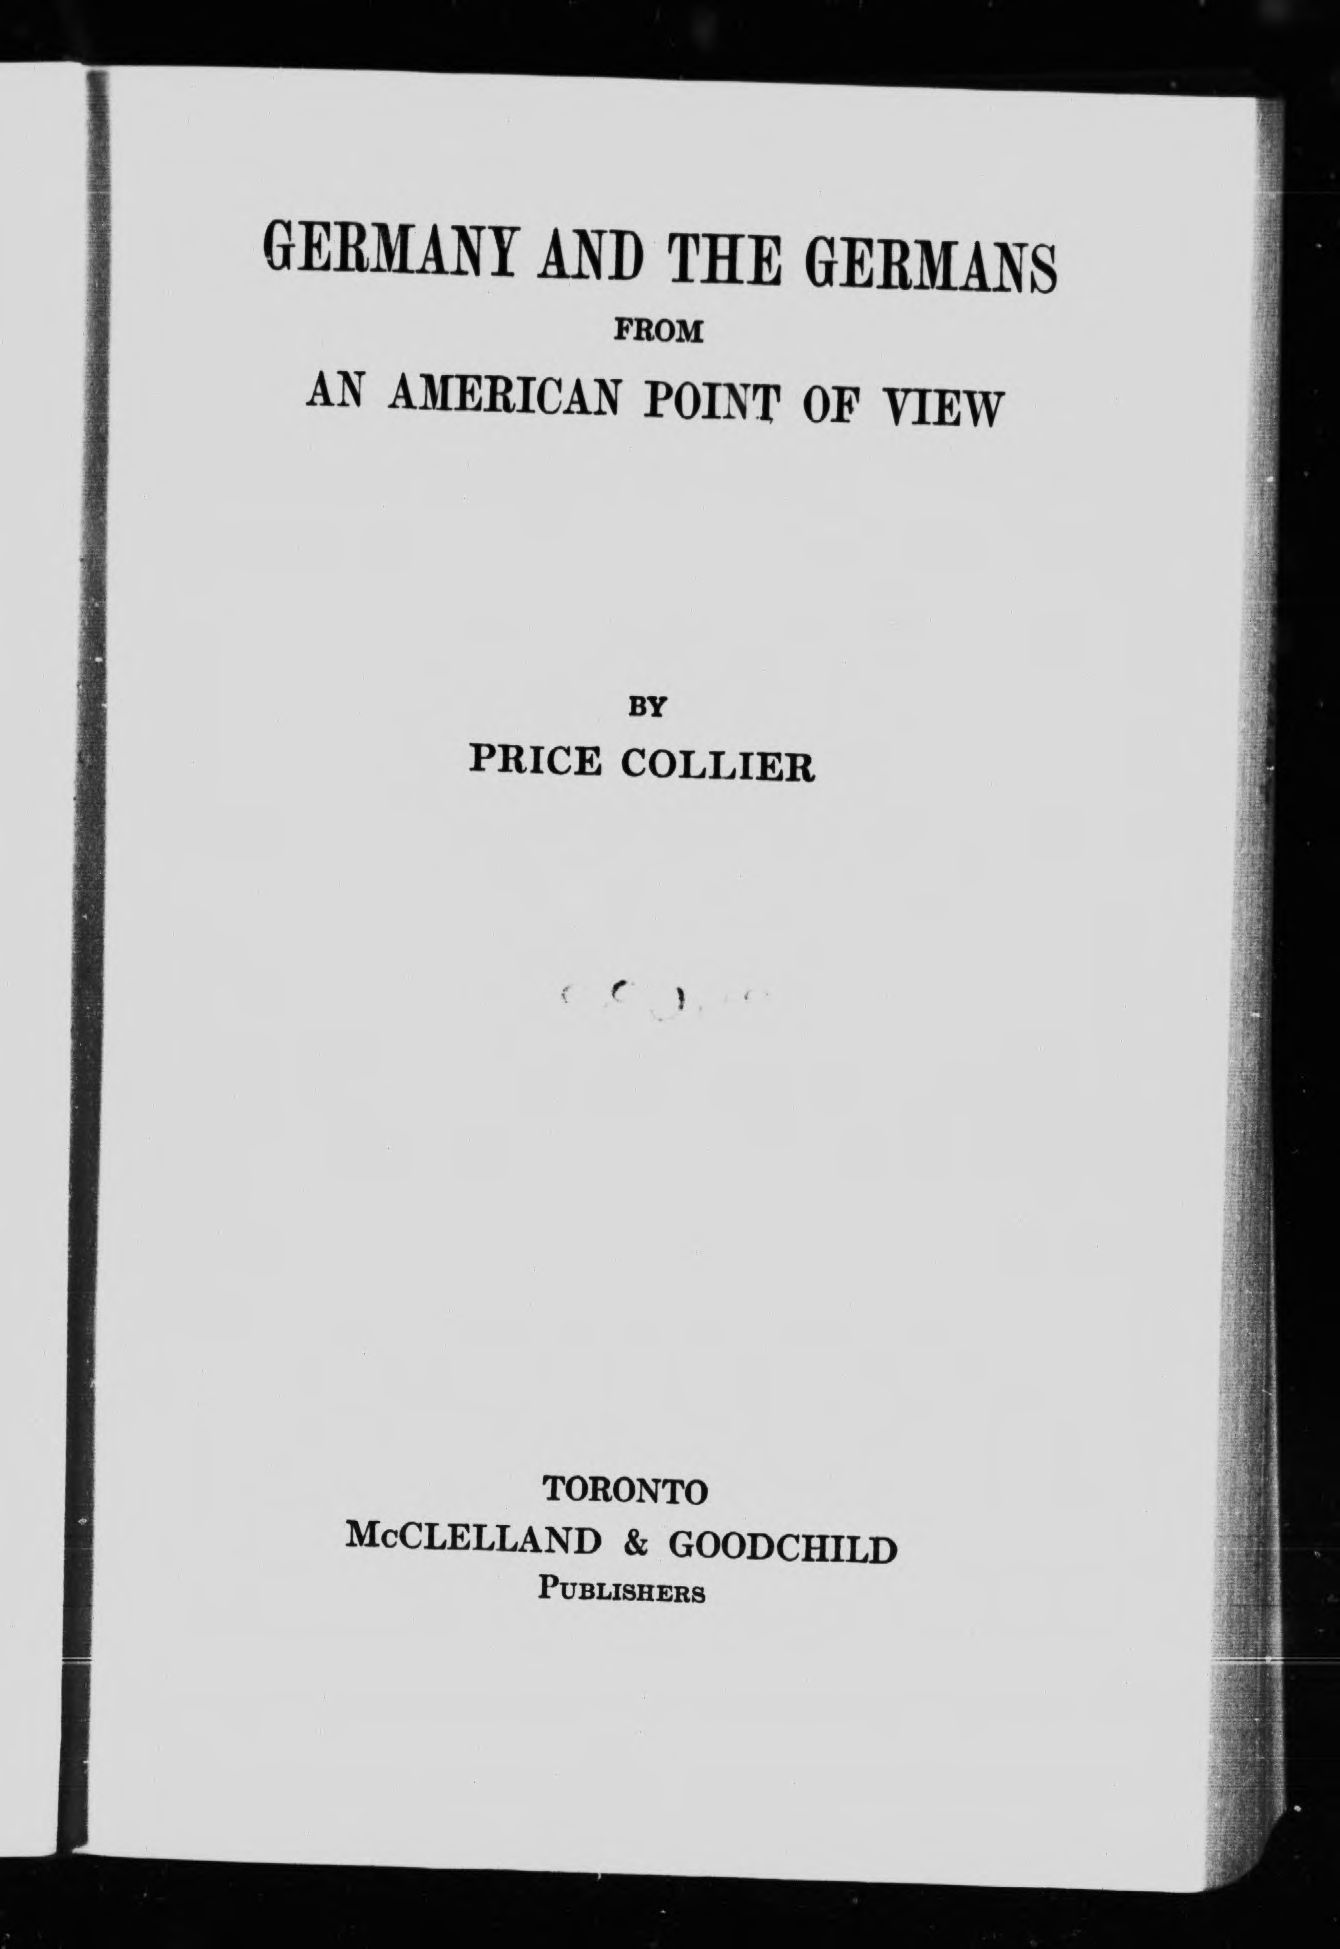 GERMANY AND THE GERMANS
FROM
AN AMERICAN POINT OF VIEW
BY
PRICE COLLIER
TORONTO
McCLELLAND & GOODCHILD
PUBLISHERS